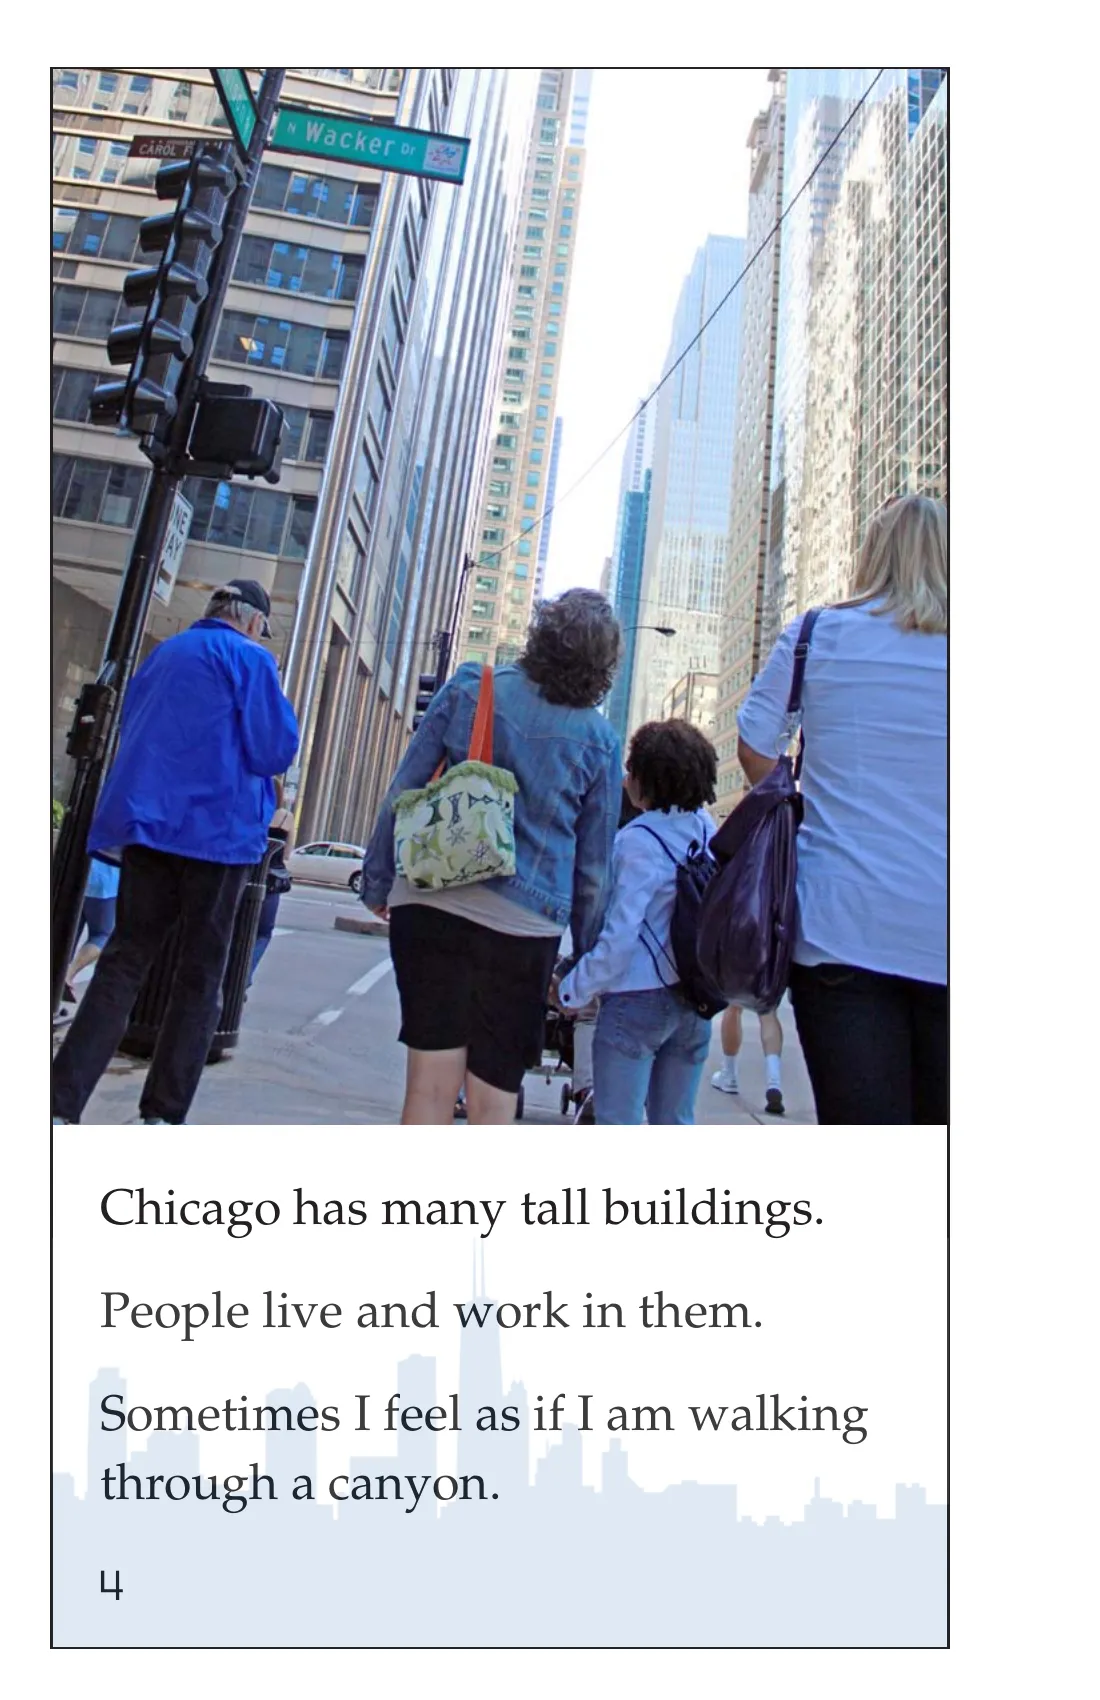 N Wacker Dr
CAROL
Chicago has many tall buildings.
People live and work in them.
Sometimes I feel as if I am walking
through a canyon.
4